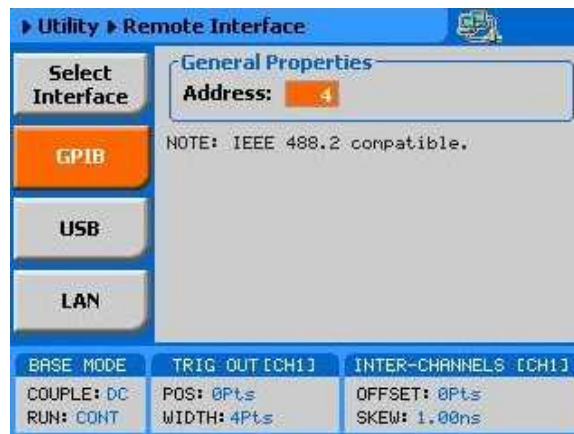 Utility ▸ Remote Interface
Select
Interface
General Properties
Address: 4
GPIB
NOTE: IEEE 488.2 compatible.
USB
LAN
BASE MODE TRIG OUT[CH1] INTER-CHANNELS [CH1]
COUPLE: DC POS: 0Pts OFFSET: 0Pts
RUN: CONT WIDTH: 4Pts SKEW: 1.00ns